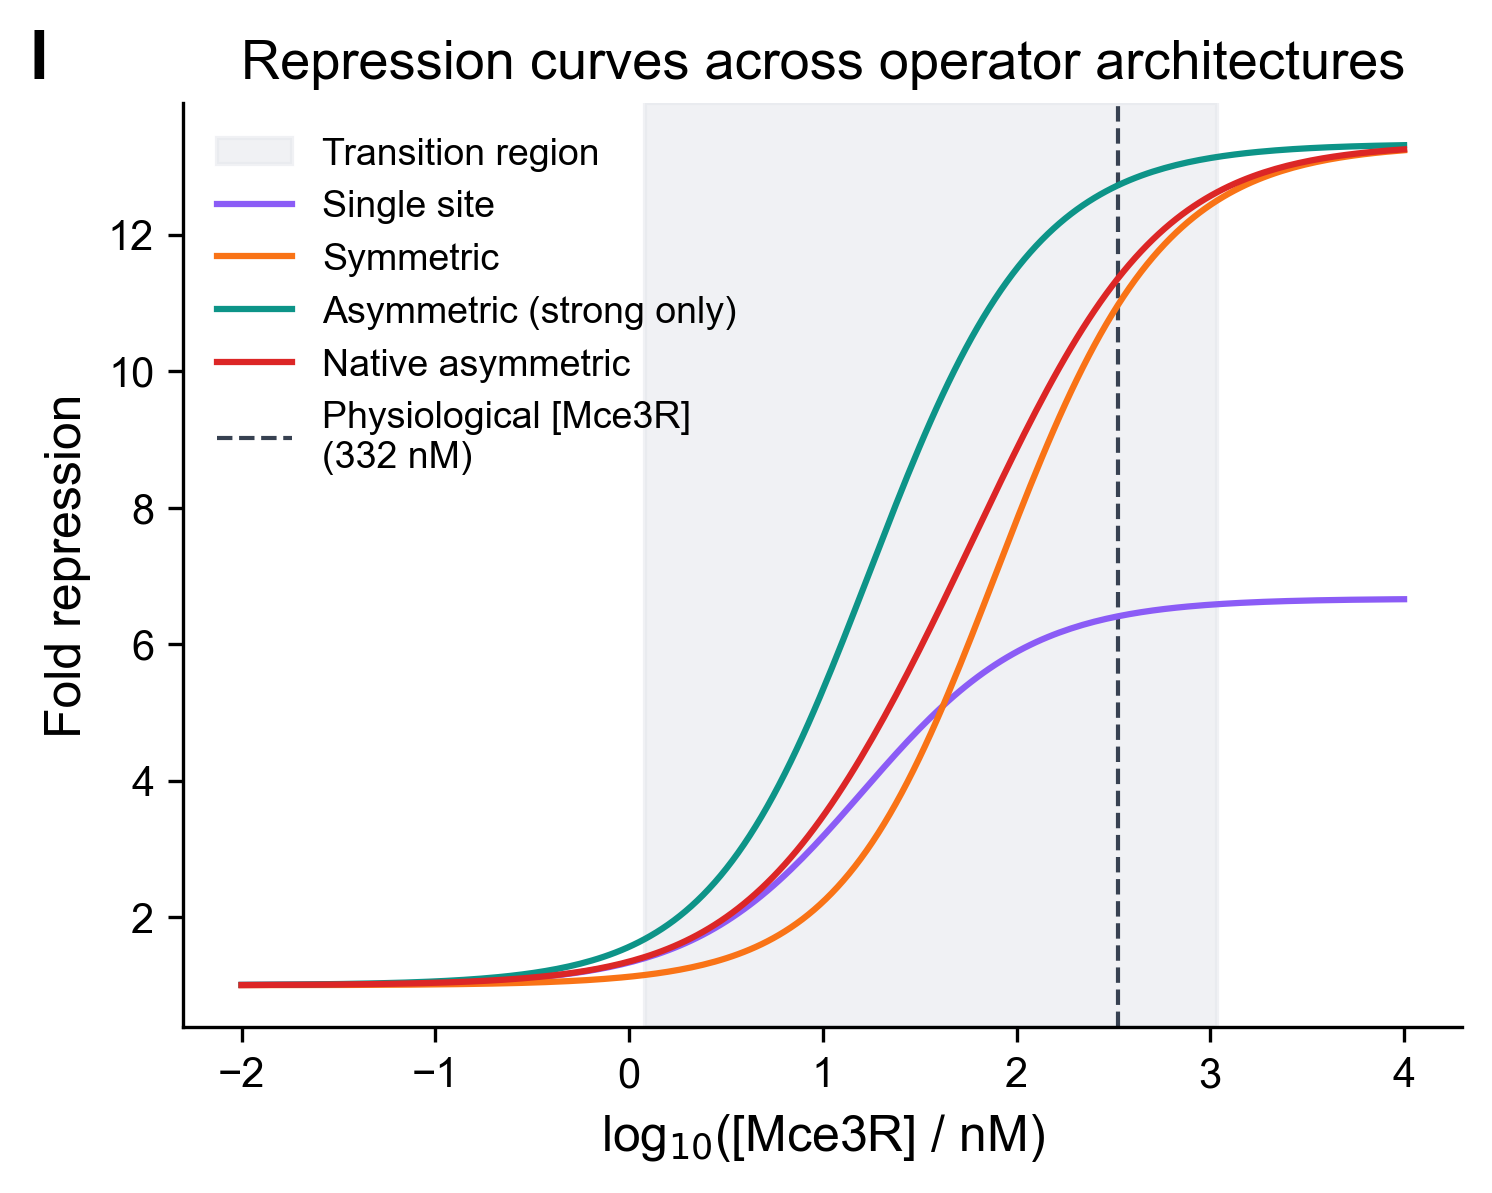 I
Repression curves across operator architectures
Transition region
Single site
Symmetric
Asymmetric (strong only)
Native asymmetric
Physiological [Mce3R]
(332 nM)
Fold repression
12
10
8
6
4
2
−2 −1 0 1 2 3 4
log₁₀([Mce3R] / nM)